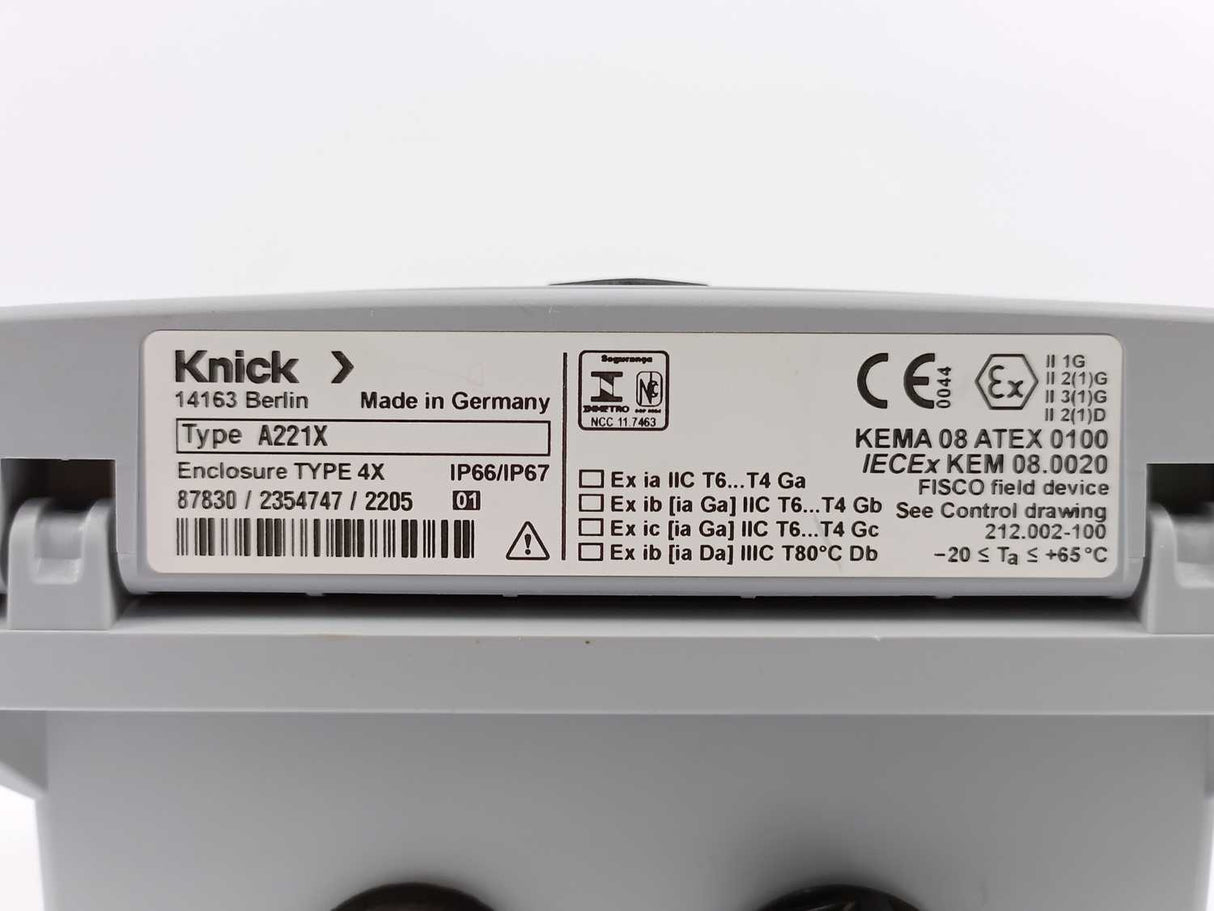 Knick >
14163 Berlin Made in Germany
Type A221X
Enclosure TYPE 4X IP66/IP67
87830 / 2354747 / 2205 01
Segurança
INMETRO
NCC 11.7463
Ex ia IIC T6...T4 Ga
Ex ib [ia Ga] IIC T6...T4 Gb
Ex ic [ia Ga] IIC T6...T4 Gc
Ex ib [ia Da] IIIC T80°C Db
CE 0044 Ex
II 1G
II 2(1)G
II 3(1)G
II 2(1)D
KEMA 08 ATEX 0100
IECEx KEM 08.0020
FISCO field device
See Control drawing
212.002-100
-20 ≤ Ta ≤ +65°C